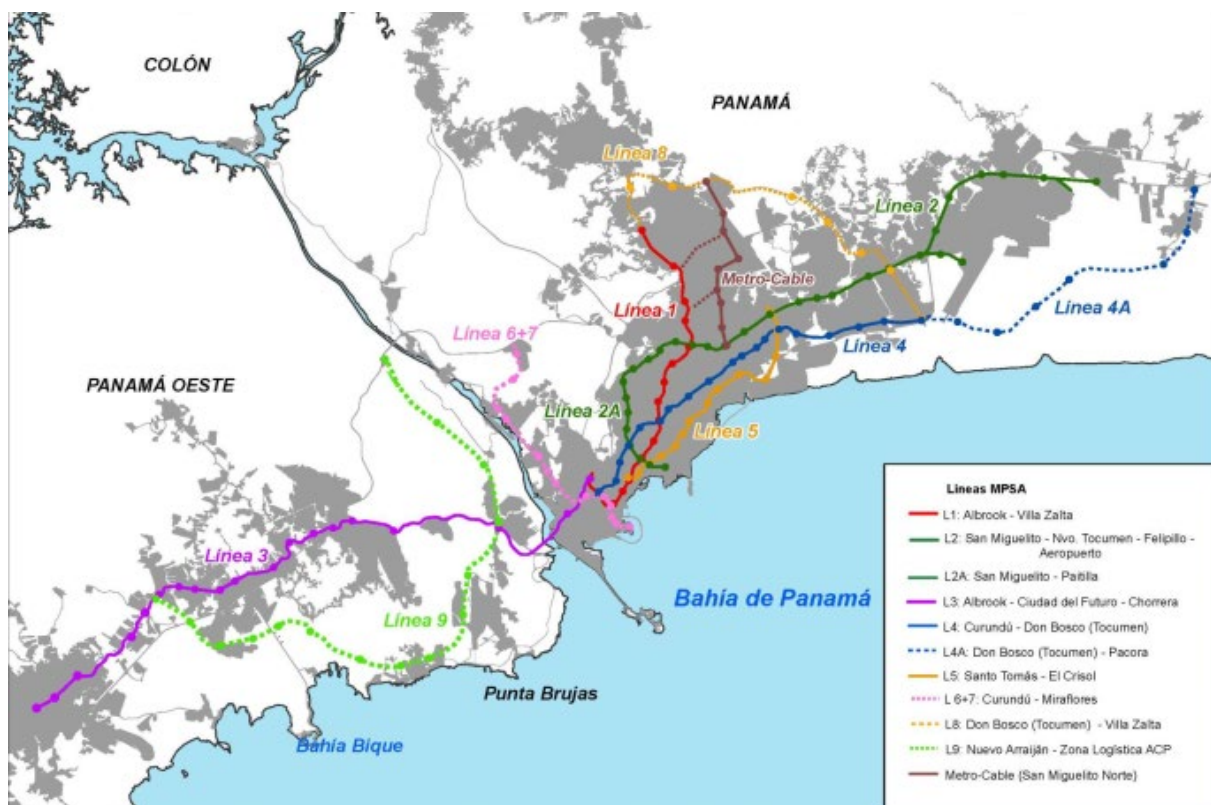 COLÓN
PANAMÁ
Línea 8
Línea 2
Metro-Cable
Línea 1
Línea 4A
Línea 6+7
Línea 4
PANAMÁ OESTE
Línea 2A
Línea 5
Línea 3
Línea 9
Bahía de Panamá
Punta Brujas
Bahía Bique
Lineas MPSA
L1: Albrook - Villa Zalta
L2: San Miguelito - Nvo. Tocumen - Felipillo -
Aeropuerto
L2A: San Miguelito - Paitilla
L3: Albrook - Ciudad del Futuro - Chorrera
L4: Curundú - Don Bosco (Tocumen)
L4A: Don Bosco (Tocumen) - Pacora
L5: Santo Tomás - El Crisol
L 6+7: Curundú - Miraflores
L8: Don Bosco (Tocumen) - Villa Zalta
L9: Nuevo Arraiján - Zona Logística ACP
Metro-Cable (San Miguelito Norte)